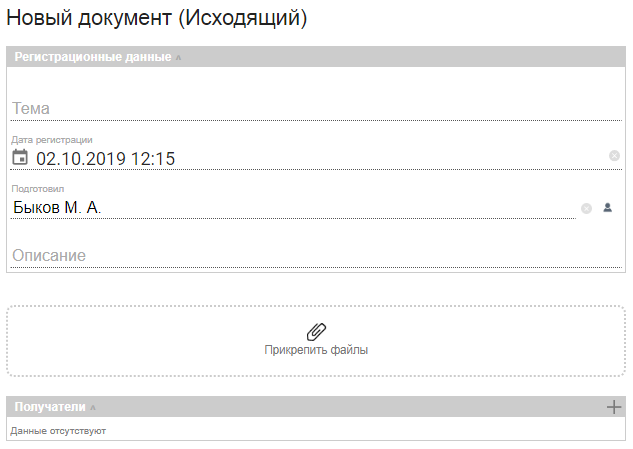 Новый документ (Исходящий)
Регистрационные данные
Тема
Дата регистрации
02.10.2019 12:15
Подготовил
Быков М. А.
Описание
Прикрепить файлы
Получатели
Данные отсутствуют